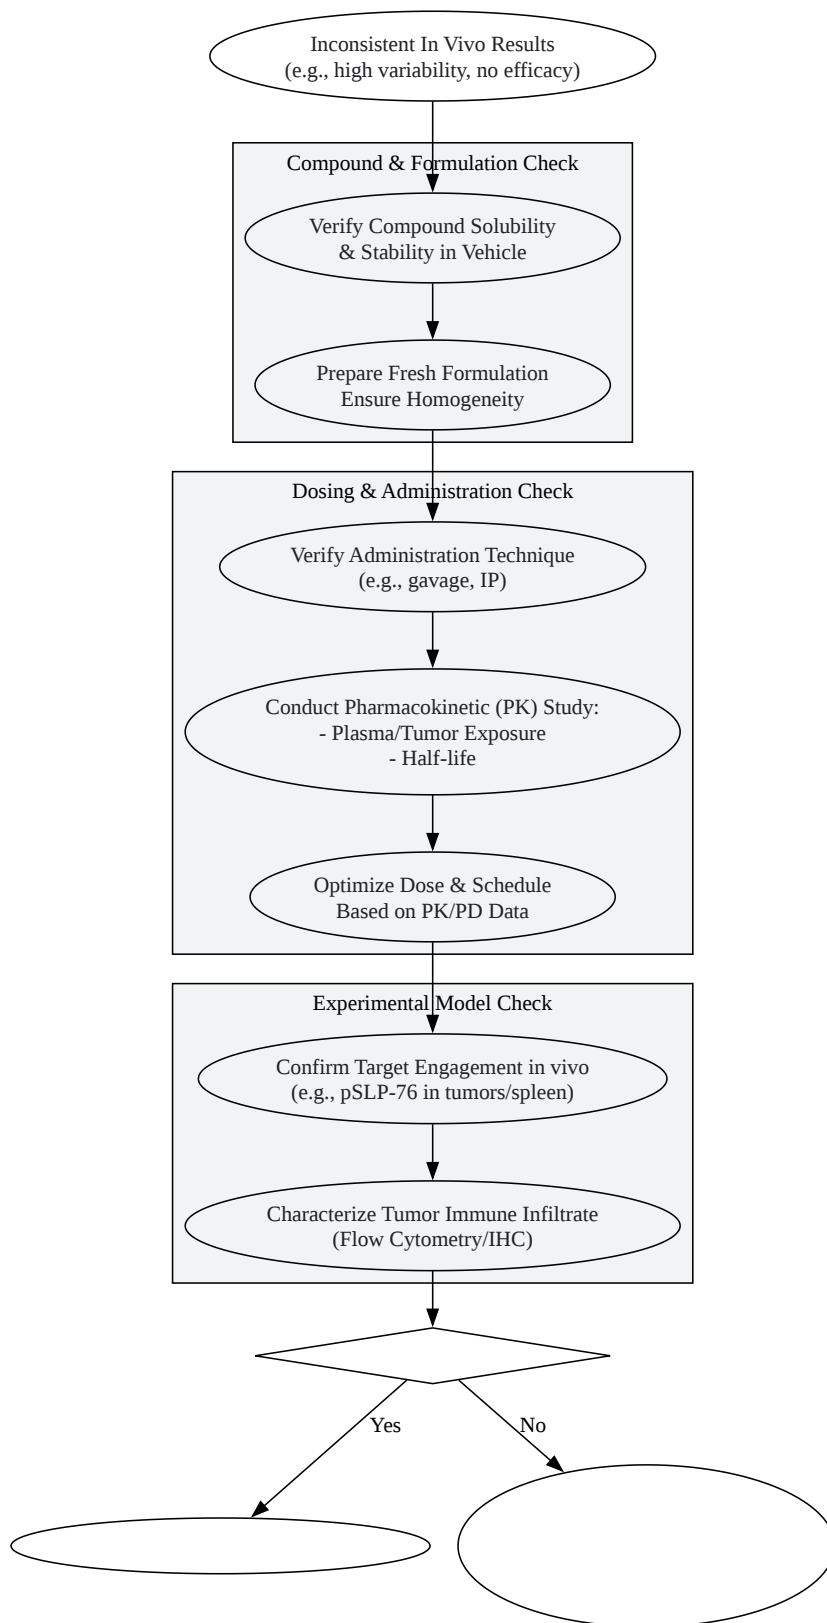 Inconsistent In Vivo Results
(e.g., high variability, no efficacy)
Compound & Formulation Check
Verify Compound Solubility
& Stability in Vehicle
Prepare Fresh Formulation
Ensure Homogeneity
Dosing & Administration Check
Verify Administration Technique
(e.g., gavage, IP)
Conduct Pharmacokinetic (PK) Study:
- Plasma/Tumor Exposure
- Half-life
Optimize Dose & Schedule
Based on PK/PD Data
Experimental Model Check
Confirm Target Engagement in vivo
(e.g., pSLP-76 in tumors/spleen)
Characterize Tumor Immune Infiltrate
(Flow Cytometry/IHC)
Yes
No